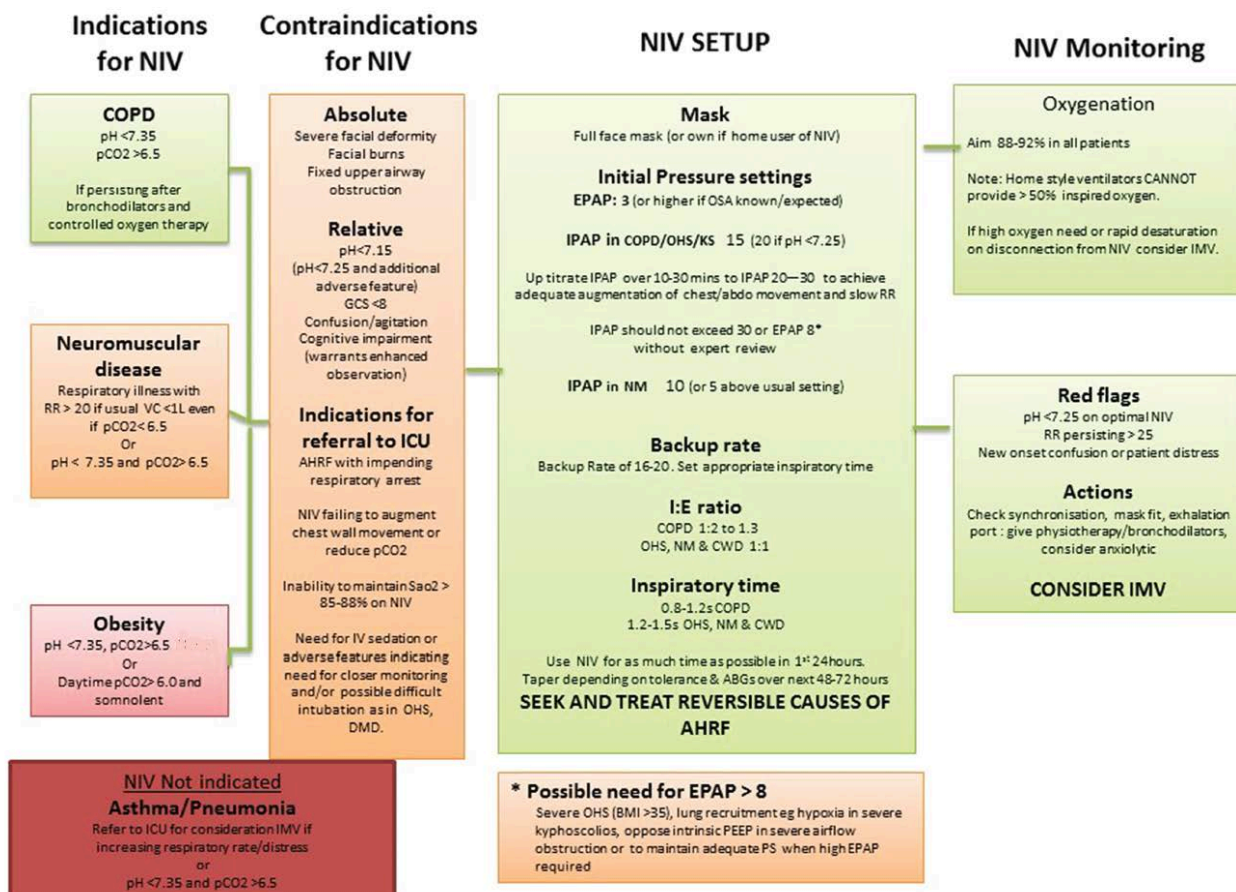 Indications
for NIV
COPD
pH <7.35
pCO2 >6.5
If persisting after
bronchodilators and
controlled oxygen therapy
Neuromuscular
disease
Respiratory illness with
RR > 20 if usual VC <1L even
if pCO2< 6.5
Or
pH < 7.35 and pCO2> 6.5
Obesity
pH <7.35, pCO2>6.5
Or
Daytime pCO2> 6.0 and
somnolent
NIV Not indicated
Asthma/Pneumonia
Refer to ICU for consideration IMV if
increasing respiratory rate/distress
or
pH <7.35 and pCO2 >6.5
Contraindications
for NIV
Absolute
Severe facial deformity
Facial burns
Fixed upper airway
obstruction
Relative
pH<7.15
(pH<7.25 and additional
adverse feature)
GCS <8
Confusion/agitation
Cognitive impairment
(warrants enhanced
observation)
Indications for
referral to ICU
AHRF with impending
respiratory arrest
NIV failing to augment
chest wall movement or
reduce pCO2
Inability to maintain Sao2 >
85-88% on NIV
Need for IV sedation or
adverse features indicating
need for closer monitoring
and/or possible difficult
intubation as in OHS,
DMD.
NIV SETUP
Mask
Full face mask (or own if home user of NIV)
Initial Pressure settings
EPAP: 3 (or higher if OSA known/expected)
IPAP in COPD/OHS/KS 15 (20 if pH <7.25)
Up titrate IPAP over 10-30 mins to IPAP 20—30 to achieve
adequate augmentation of chest/abdo movement and slow RR
IPAP should not exceed 30 or EPAP 8*
without expert review
IPAP in NM 10 (or 5 above usual setting)
Backup rate
Backup Rate of 16-20. Set appropriate inspiratory time
I:E ratio
COPD 1:2 to 1.3
OHS, NM & CWD 1:1
Inspiratory time
0.8-1.2s COPD
1.2-1.5s OHS, NM & CWD
Use NIV for as much time as possible in 1st 24hours.
Taper depending on tolerance & ABGs over next 48-72 hours
SEEK AND TREAT REVERSIBLE CAUSES OF
AHRF
* Possible need for EPAP > 8
Severe OHS (BMI >35), lung recruitment eg hypoxia in severe
kyphoscolios, oppose intrinsic PEEP in severe airflow
obstruction or to maintain adequate PS when high EPAP
required
NIV Monitoring
Oxygenation
Aim 88-92% in all patients
Note: Home style ventilators CANNOT
provide > 50% inspired oxygen.
If high oxygen need or rapid desaturation
on disconnection from NIV consider IMV.
Red flags
pH <7.25 on optimal NIV
RR persisting > 25
New onset confusion or patient distress
Actions
Check synchronisation, mask fit, exhalation
port : give physiotherapy/bronchodilators,
consider anxiolytic
CONSIDER IMV